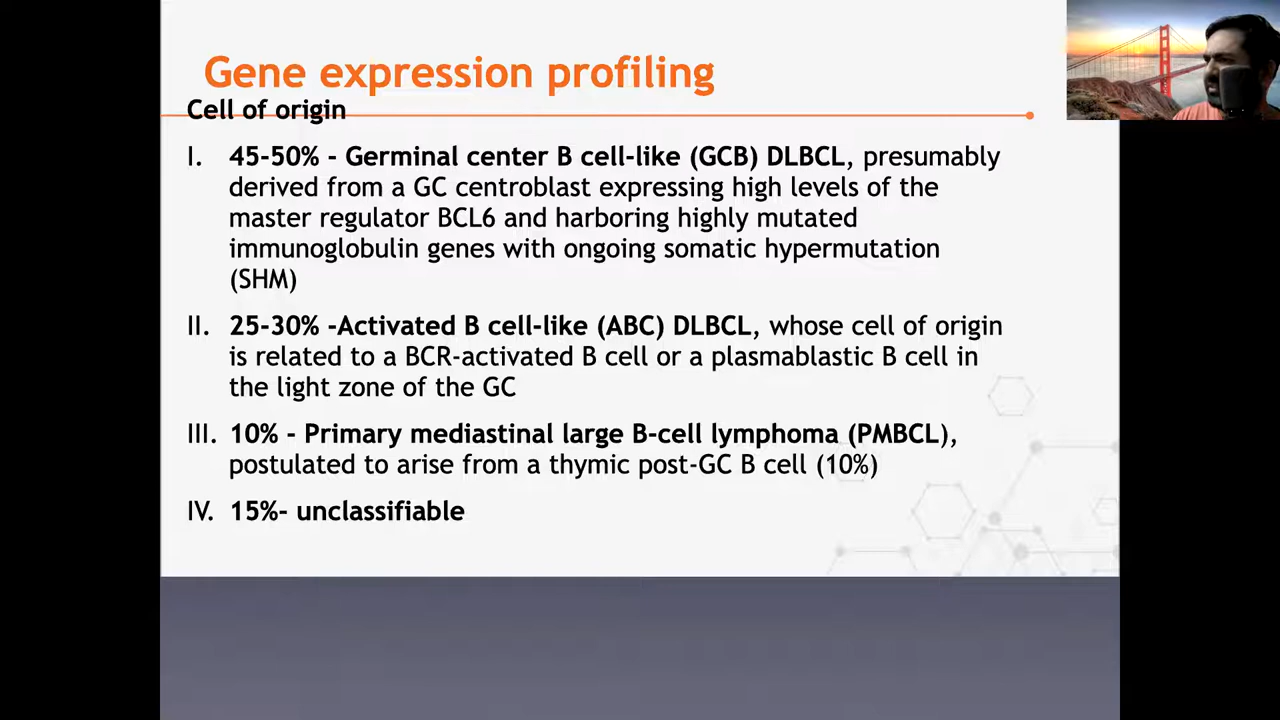 Gene expression profiling
Cell of origin
I. 45-50% - Germinal center B cell-like (GCB) DLBCL, presumably
derived from a GC centroblast expressing high levels of the
master regulator BCL6 and harboring highly mutated
immunoglobulin genes with ongoing somatic hypermutation
(SHM)
II. 25-30% -Activated B cell-like (ABC) DLBCL, whose cell of origin
is related to a BCR-activated B cell or a plasmablastic B cell in
the light zone of the GC
III. 10% - Primary mediastinal large B-cell lymphoma (PMBCL),
postulated to arise from a thymic post-GC B cell (10%)
IV. 15%- unclassifiable